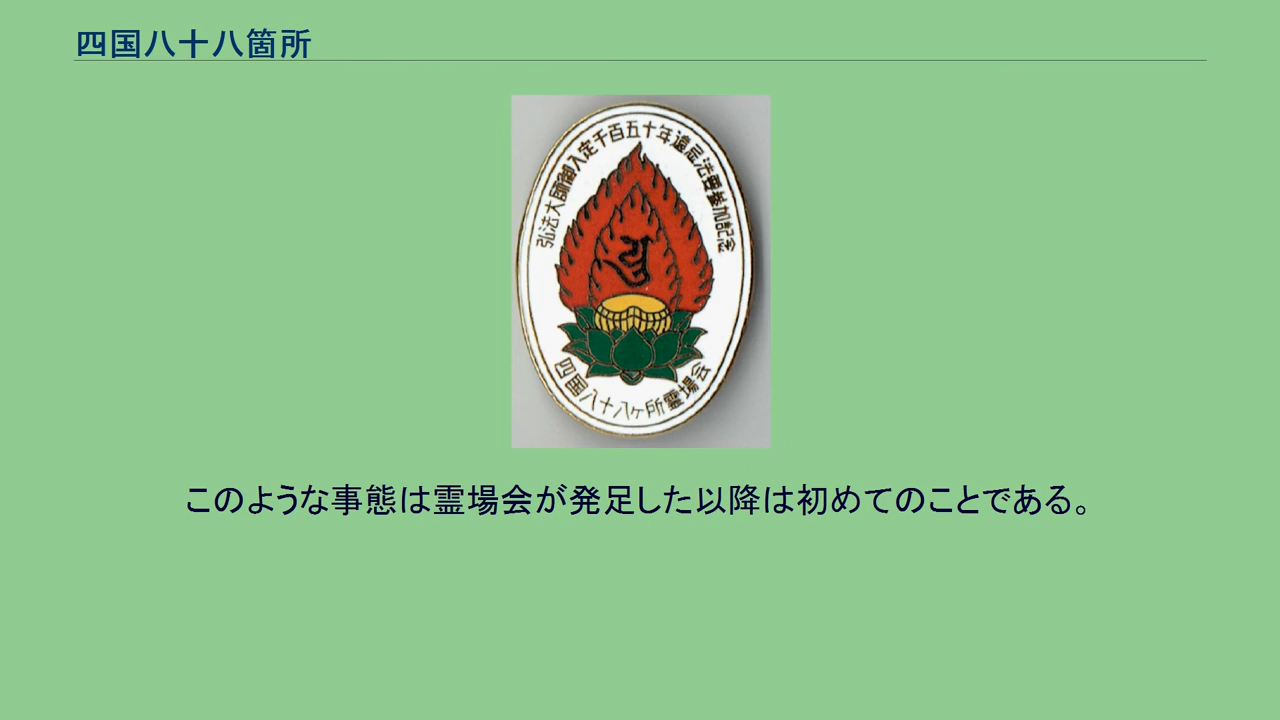 四国八十八箇所
弘法大師御入定千百五十年遠忌法要参加記念
四国八十八ヶ所霊場会
このような事態は霊場会が発足した以降は初めてのことである。